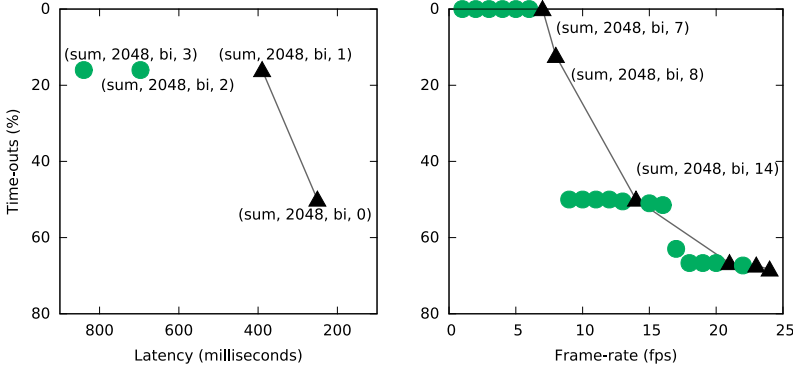 0
20
40
60
80
Time-outs (%)
(sum, 2048, bi, 3)
(sum, 2048, bi, 1)
(sum, 2048, bi, 2)
(sum, 2048, bi, 0)
800
600
400
200
Latency (milliseconds)
0
20
40
60
80
(sum, 2048, bi, 7)
(sum, 2048, bi, 8)
(sum, 2048, bi, 14)
0
5
10
15
20
25
Frame-rate (fps)